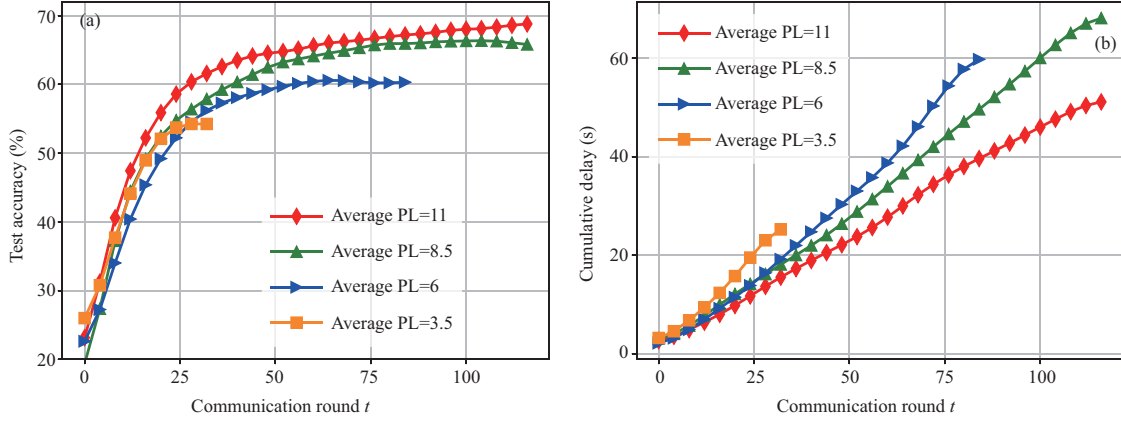 (a)
70
60
50
40
30
20
Test accuracy (%)
Average PL=11
Average PL=8.5
Average PL=6
Average PL=3.5
0
25
50
75
100
Communication round t
(b)
60
40
20
0
Cumulative delay (s)
Average PL=11
Average PL=8.5
Average PL=6
Average PL=3.5
0
25
50
75
100
Communication round t